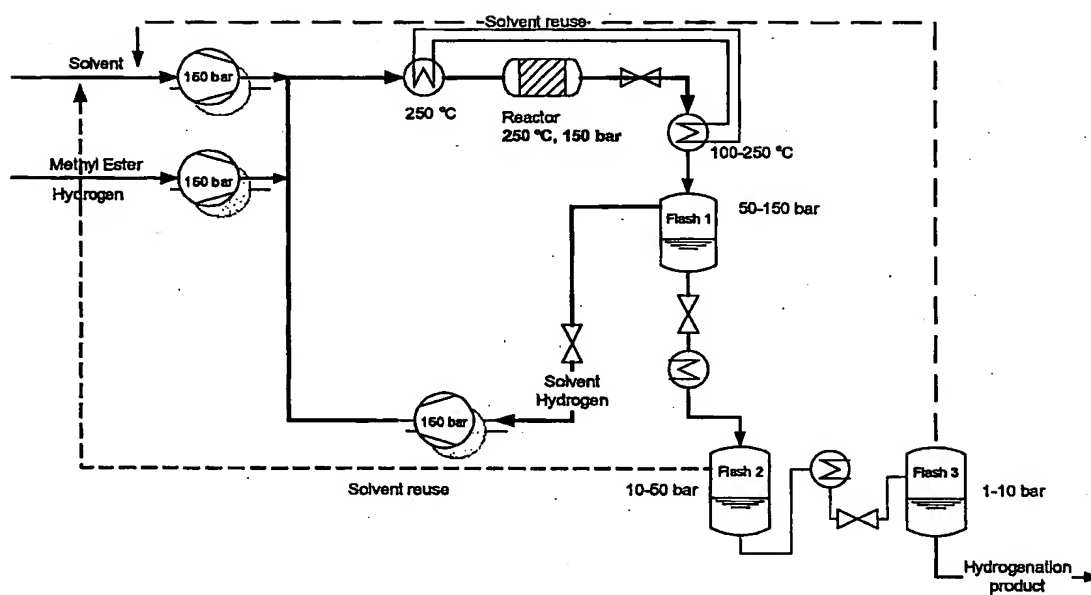 Solvent reuse
Solvent
150 bar
250 °C
Reactor
250 °C, 150 bar
100-250 °C
Methyl Ester
Hydrogen
150 bar
Flash 1
50-150 bar
Solvent
Hydrogen
150 bar
Solvent reuse
Flash 2
10-50 bar
Flash 3
1-10 bar
Hydrogenation
product